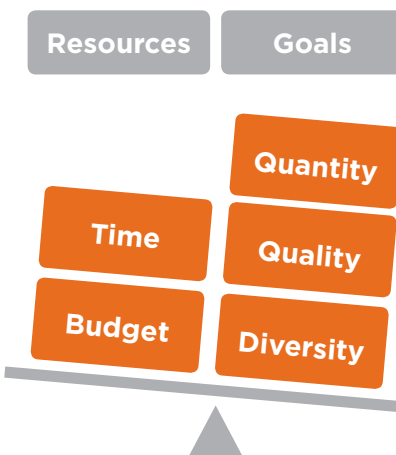 Resources
Goals
Quantity
Time
Quality
Budget
Diversity